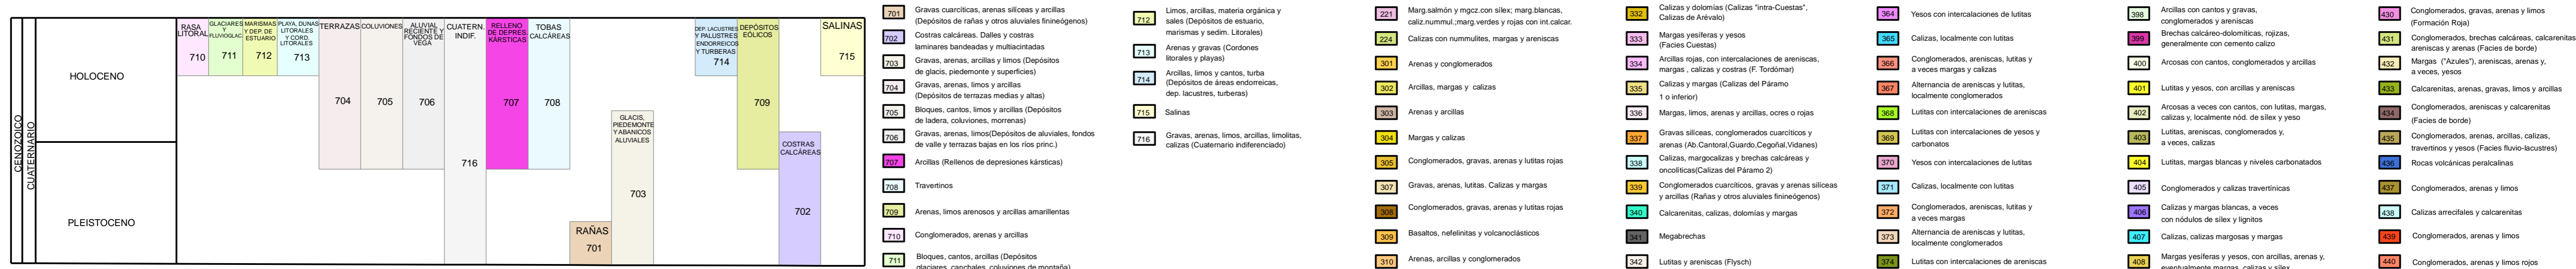 CENOZOICO
CUATERNARIO
HOLOCENO
PLEISTOCENO
RASA
LITORAL
710
GLACIARES
Y
FLUVIOGLAC.
711
MARISMAS
Y DEP. DE
ESTUARIO
712
PLAYA, DUNAS
LITORALES
Y CORD.
LITORALES
713
TERRAZAS
704
COLUVIONES
705
ALUVIAL
RECIENTE Y
FONDOS DE
VEGA
706
CUATERN.
INDIF.
716
RELLENO
DE DEPRES.
KÁRSTICAS
707
TOBAS
CALCÁREAS
708
RAÑAS
701
GLACIS,
PIEDEMONTE
Y ABANICOS
ALUVIALES
703
DEP. LACUSTRES
Y PALUSTRES
ENDORREICOS
Y TURBERAS
714
DEPÓSITOS
EÓLICOS
709
COSTRAS
CALCÁREAS
702
SALINAS
715
701 Gravas cuarcíticas, arenas silíceas y arcillas
(Depósitos de rañas y otros aluviales finineógenos)
702 Costras calcáreas. Dalles y costras
laminares bandeadas y multiacintadas
703 Gravas, arenas, arcillas y limos (Depósitos
de glacis, piedemonte y superficies)
704 Gravas, arenas, limos y arcillas
(Depósitos de terrazas medias y altas)
705 Bloques, cantos, limos y arcillas (Depósitos
de ladera, coluviones, morrenas)
706 Gravas, arenas, limos(Depósitos de aluviales, fondos
de valle y terrazas bajas en los ríos princ.)
707 Arcillas (Rellenos de depresiones kársticas)
708 Travertinos
709 Arenas, limos arenosos y arcillas amarillentas
710 Conglomerados, arenas y arcillas
711 Bloques, cantos, arcillas (Depósitos
glaciares, canchales, coluviones de montaña)
712 Limos, arcillas, materia organica y
sales (Depósitos de estuario,
marismas y sedim. Litorales)
713 Arenas y gravas (Cordones
litorales y playas)
714 Arcillas, limos y cantos, turba
(Depósitos de áreas endorreicas,
dep. lacustres, turberas)
715 Salinas
716 Gravas, arenas, limos, arcillas, limolitas,
calizas (Cuaternario indiferenciado)
221 Marg.salmón y mgcz.con sílex; marg.blancas,
caliz.nummul.;marg.verdes y rojas con int.calcar.
224 Calizas con nummulites, margas y areniscas
301 Arenas y conglomerados
302 Arcillas, margas y calizas
303 Arenas y arcillas
304 Margas y calizas
305 Conglomerados, gravas, arenas y lutitas rojas
307 Gravas, arenas, lutitas. Calizas y margas
308 Conglomerados, gravas, arenas y lutitas rojas
309 Basaltos, nefelinitas y volcanoclásticos
310 Arenas, arcillas y conglomerados
332 Calizas y dolomías (Calizas "intra-Cuestas",
Calizas de Arévalo)
333 Margas yesíferas y yesos
(Facies Cuestas)
334 Arcillas rojas, con intercalaciones de areniscas,
margas , calizas y costras (F. Tordómar)
335 Calizas y margas (Calizas del Páramo
1 o inferior)
336 Margas, limos, arenas y arcillas, ocres o rojas
337 Gravas silíceas, conglomerados cuarcíticos y
arenas (Ab.Cantoral,Guardo,Cegoñal,Vidanes)
338 Calizas, margocalizas y brechas calcáreas y
oncolíticas(Calizas del Páramo 2)
339 Conglomerados cuarcíticos, gravas y arenas silíceas
y arcillas (Rañas y otros aluviales finineógenos)
340 Calcarenitas, calizas, dolomías y margas
341 Megabrechas
342 Lutitas y areniscas (Flysch)
364 Yesos con intercalaciones de lutitas
365 Calizas, localmente con lutitas
366 Conglomerados, areniscas, lutitas y
a veces margas y calizas
367 Alternancia de areniscas y lutitas,
localmente conglomerados
368 Lutitas con intercalaciones de areniscas
369 Lutitas con intercalaciones de yesos y
carbonatos
370 Yesos con intercalaciones de lutitas
371 Calizas, localmente con lutitas
372 Conglomerados, areniscas, lutitas y
a veces margas
373 Alternancia de areniscas y lutitas,
localmente conglomerados
374 Lutitas con intercalaciones de areniscas
398 Arcillas con cantos y gravas,
conglomerados y areniscas
399 Brechas calcáreo-dolomíticas, rojizas,
generalmente con cemento calizo
400 Arcosas con cantos, conglomerados y arcillas
401 Lutitas y yesos, con arcillas y areniscas
402 Arcosas a veces con cantos, con lutitas, margas,
calizas y, localmente nód. de sílex y yeso
403 Lutitas, areniscas, conglomerados y,
a veces, calizas
404 Lutitas, margas blancas y niveles carbonatados
405 Conglomerados y calizas travertínicas
406 Calizas y margas blancas, a veces
con nódulos de sílex y lignitos
407 Calizas, calizas margosas y margas
408 Margas yesíferas y yesos, con arcillas, arenas y,
eventualmente margas, calizas y sílex
430 Conglomerados, gravas, arenas y limos
(Formación Roja)
431 Conglomerados, brechas calcáreas, calcarenitas
areniscas y arenas (Facies de borde)
432 Margas ("Azules"), areniscas, arenas y,
a veces, yesos
433 Calcarenitas, arenas, gravas, limos y arcillas
434 Conglomerados, areniscas y calcarenitas
(Facies de borde)
435 Conglomerados, arenas, arcillas, calizas,
travertinos y yesos (Facies fluvio-lacustres)
436 Rocas volcánicas peralcalinas
437 Conglomerados, arenas y limos
438 Calizas arrecifales y calcarenitas
439 Conglomerados, arenas y limos
440 Conglomerados, arenas y limos rojos